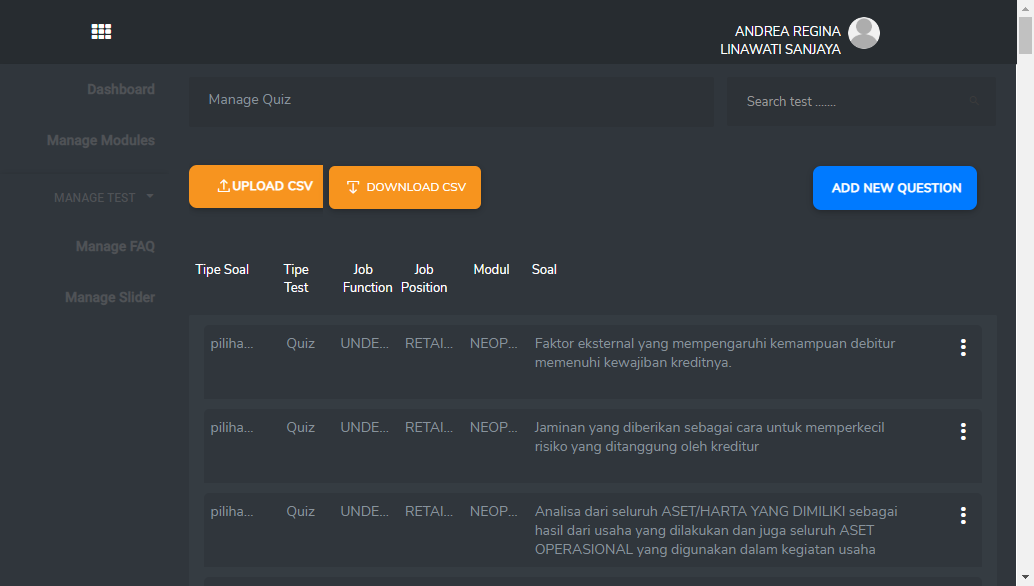 ANDREA REGINA
LINAWATI SANJAYA
Dashboard
Manage Modules
MANAGE TEST
Manage FAQ
Manage Slider
Manage Quiz
Search test .......
UPLOAD CSV
DOWNLOAD CSV
ADD NEW QUESTION
Tipe Soal
Tipe
Test
Job
Function
Job
Position
Modul
Soal
piliha...
Quiz
UNDE...
RETAI...
NEOP...
Faktor eksternal yang mempengaruhi kemampuan debitur
memenuhi kewajiban kreditnya.
piliha...
Quiz
UNDE...
RETAI...
NEOP...
Jaminan yang diberikan sebagai cara untuk memperkecil
risiko yang ditanggung oleh kreditur
piliha...
Quiz
UNDE...
RETAI...
NEOP...
Analisa dari seluruh ASET/HARTA YANG DIMILIKI sebagai
hasil dari usaha yang dilakukan dan juga seluruh ASET
OPERASIONAL yang digunakan dalam kegiatan usaha